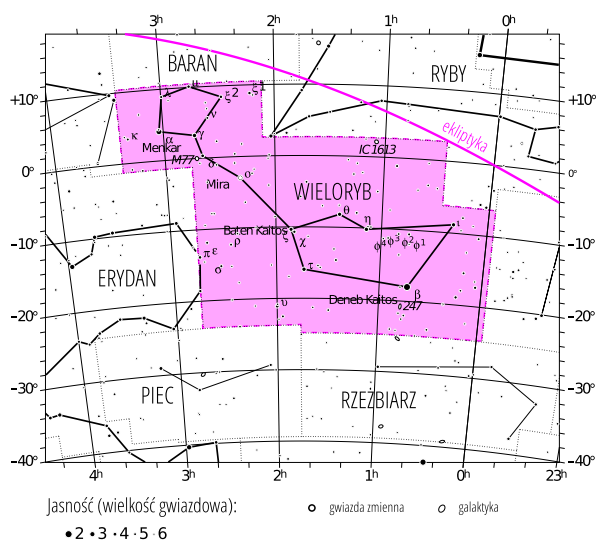 3h 2h 1h 0h
BARAN
RYBY
+10° +10°
λ μ ξ2 ξ1
ν
ekliptyka
κ α γ
Menkar
IC 1613
M77 δ
0° 0°
Mira ο
WIELORYB
θ η ι
Baten Kaitos
ζ χ
φ4 φ3 φ2 φ1
−10° −10°
π ε ρ
σ τ
ERYDAN
β
Deneb Kaitos 247
υ
−20° −20°
−30° −30°
PIEC
RZEŹBIARZ
−40° −40°
4h 3h 2h 1h 0h 23h
Jasność (wielkość gwiazdowa):
gwiazda zmienna
galaktyka
2 3 4 5 6